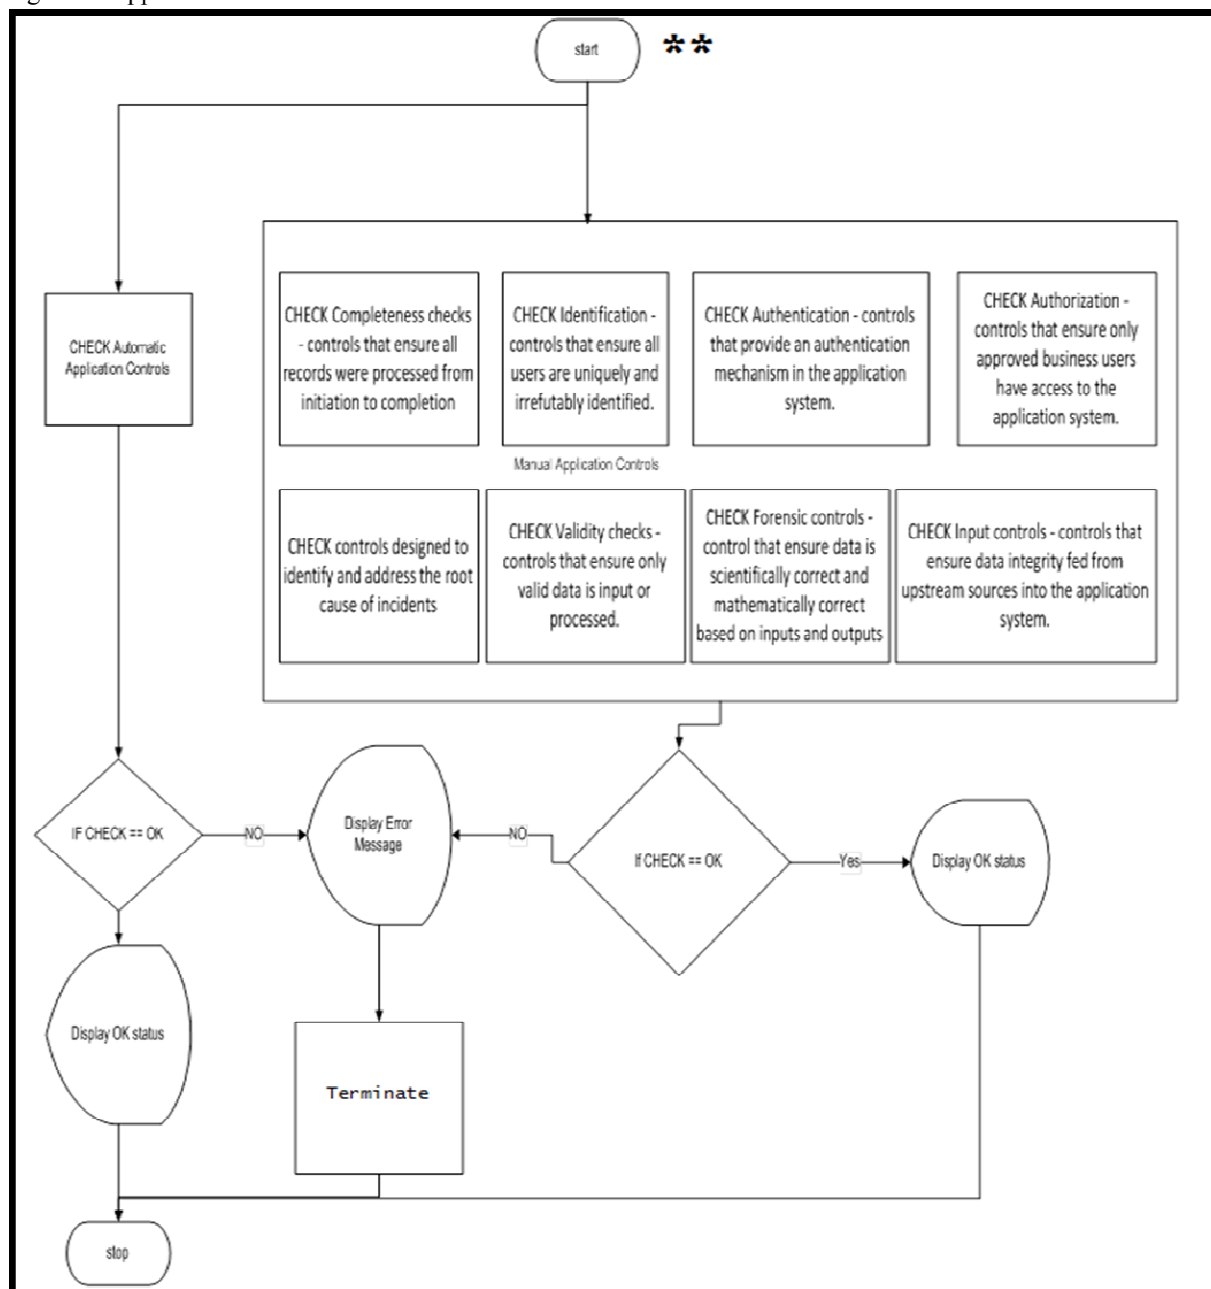 start
**
CHECK Automatic
Application Controls
CHECK Completeness checks
- controls that ensure all
records were processed from
initiation to completion
CHECK Identification -
controls that ensure all
users are uniquely and
irrefutably identified.
CHECK Authentication - controls
that provide an authentication
mechanism in the application
system.
CHECK Authorization -
controls that ensure only
approved business users
have access to the
application system.
Manual Application Controls
CHECK controls designed to
identify and address the root
cause of incidents
CHECK Validity checks -
controls that ensure only
valid data is input or
processed.
CHECK Forensic controls -
control that ensure data is
scientifically correct and
mathematically correct
based on inputs and outputs
CHECK Input controls - controls that
ensure data integrity fed from
upstream sources into the application
system.
IF CHECK == OK
NO
Display Error
Message
NO
If CHECK == OK
Yes
Display OK status
Display OK status
Terminate
stop